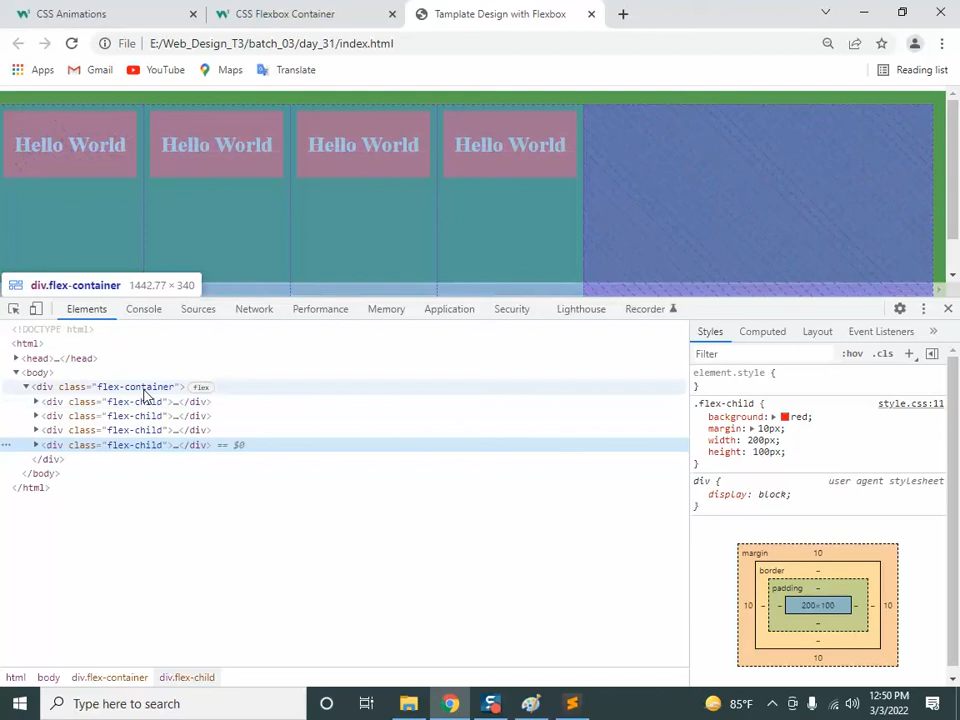 CSS Animations
CSS Flexbox Container
Tamplate Design with Flexbox
File E:/Web_Design_T3/batch_03/day_31/index.html
Apps Gmail YouTube Maps Translate Reading list
Hello World Hello World Hello World Hello World
div.flex-container 1442.77 × 340
Elements Console Sources Network Performance Memory Application Security Lighthouse Recorder
<!DOCTYPE html>
<html>
<head>…</head>
<body>
<div class="flex-container"> flex
<div class="flex-child">…</div>
<div class="flex-child">…</div>
<div class="flex-child">…</div>
<div class="flex-child">…</div> == $0
</div>
</body>
</html>
Styles Computed Layout Event Listeners »
Filter :hov .cls +
element.style {
}
.flex-child { style.css:11
background: red;
margin: 10px;
width: 200px;
height: 100px;
}
div { user agent stylesheet
display: block;
}
margin 10
border –
padding –
10 – – 200×100 – – 10
–
–
10
html body div.flex-container div.flex-child
Type here to search
85°F
12:50 PM
3/3/2022